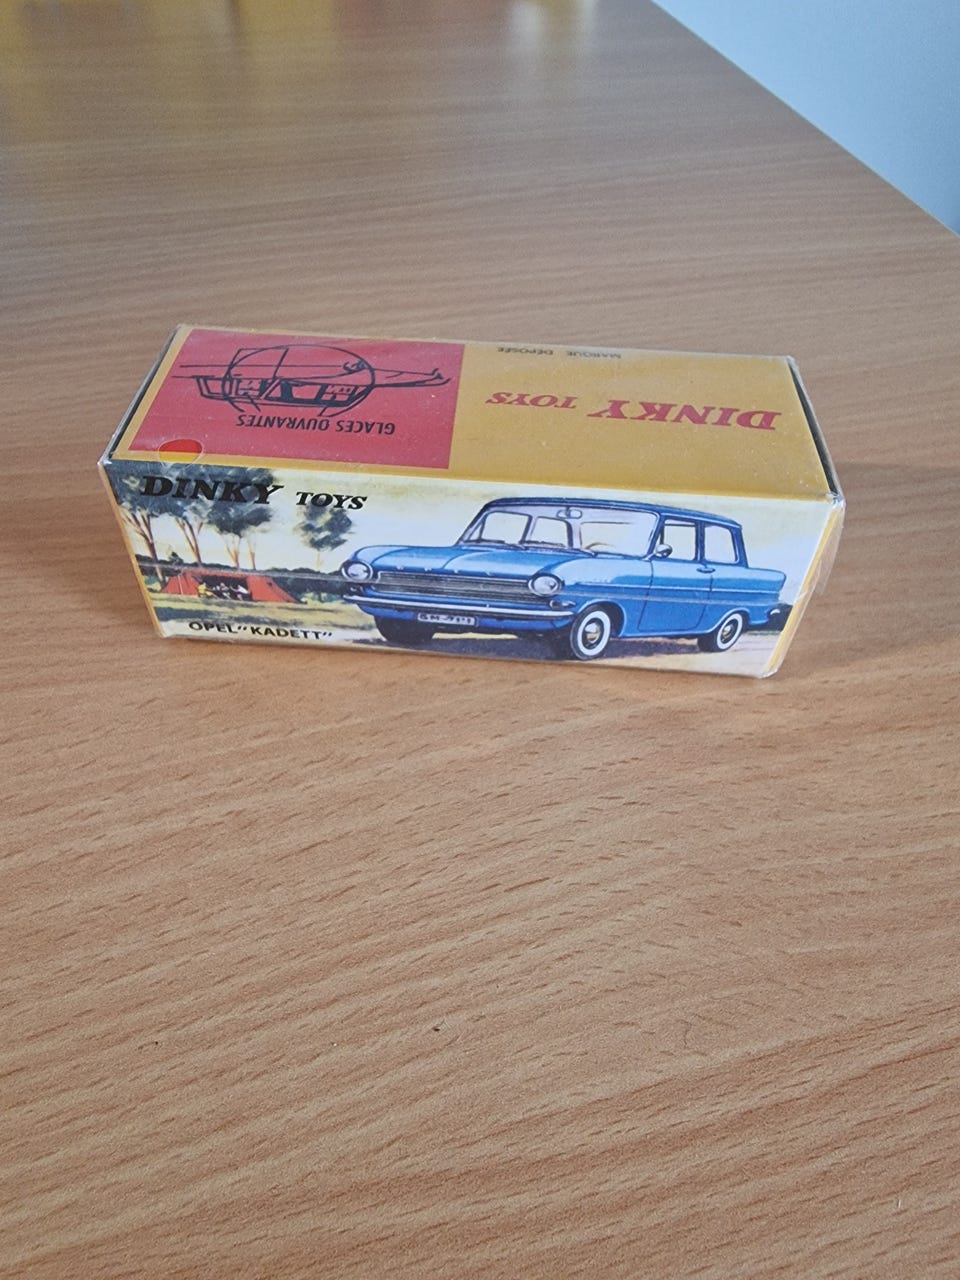 MARQUE DÉPOSÉE
DINKY TOYS
GLACES OUVRANTES
DINKY TOYS
OPEL "KADETT"